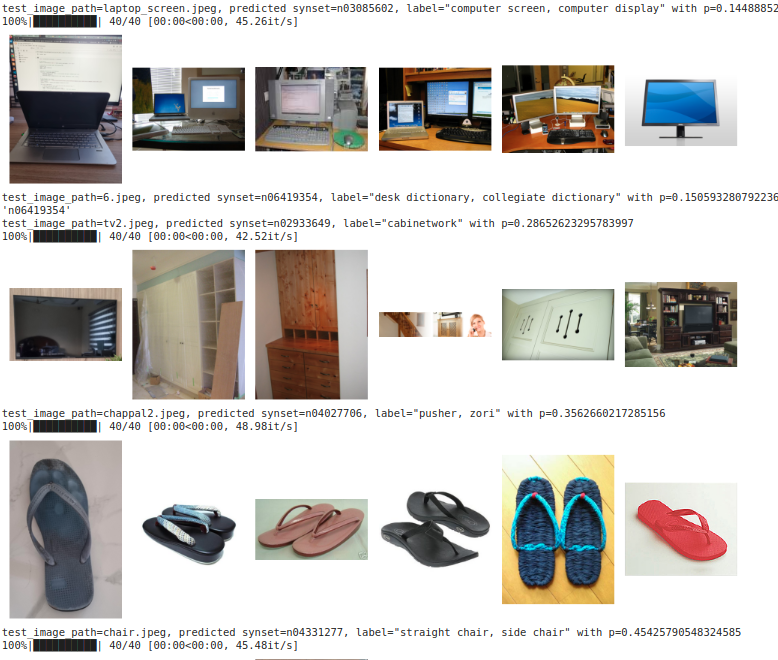 test_image_path=laptop_screen.jpeg, predicted synset=n03085602, label="computer screen, computer display" with p=0.14488852
100%|██████████| 40/40 [00:00<00:00, 45.26it/s]
test_image_path=6.jpeg, predicted synset=n06419354, label="desk dictionary, collegiate dictionary" with p=0.150593280792236
'n06419354'
test_image_path=tv2.jpeg, predicted synset=n02933649, label="cabinetwork" with p=0.28652623295783997
100%|██████████| 40/40 [00:00<00:00, 42.52it/s]
test_image_path=chappal2.jpeg, predicted synset=n04027706, label="pusher, zori" with p=0.3562660217285156
100%|██████████| 40/40 [00:00<00:00, 48.98it/s]
test_image_path=chair.jpeg, predicted synset=n04331277, label="straight chair, side chair" with p=0.45425790548324585
100%|██████████| 40/40 [00:00<00:00, 45.48it/s]